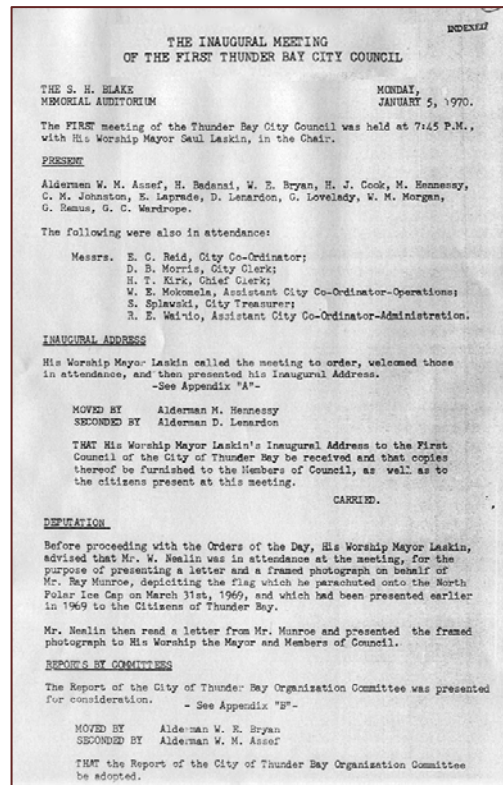 INDEXED
THE INAUGURAL MEETING
OF THE FIRST THUNDER BAY CITY COUNCIL
THE S. H. BLAKE MONDAY,
MEMORIAL AUDITORIUM JANUARY 5, 1970.
The FIRST meeting of the Thunder Bay City Council was held at 7:45 P.M.,
with His Worship Mayor Saul Laskin, in the Chair.
PRESENT
Aldermen W. M. Assef, H. Badanai, W. E. Bryan, H. J. Cook, M. Hennessy,
C. M. Johnston, E. Laprade, D. Lenardon, G. Lovelady, W. M. Morgan,
G. Remus, G. C. Wardrope.
The following were also in attendance:
Messrs. E. C. Reid, City Co-Ordinator;
D. B. Morris, City Clerk;
H. T. Kirk, Chief Clerk;
W. E. Mokomela, Assistant City Co-Ordinator-Operations;
S. Splawski, City Treasurer;
R. E. Wainio, Assistant City Co-Ordinator-Administration.
INAUGURAL ADDRESS
His Worship Mayor Laskin called the meeting to order, welcomed those
in attendance, and then presented his Inaugural Address.
-See Appendix "A"-
MOVED BY Alderman M. Hennessy
SECONDED BY Alderman D. Lenardon
THAT His Worship Mayor Laskin's Inaugural Address to the First
Council of the City of Thunder Bay be received and that copies
thereof be furnished to the Members of Council, as well as to
the citizens present at this meeting.
CARRIED.
DEPUTATION
Before proceeding with the Orders of the Day, His Worship Mayor Laskin,
advised that Mr. W. Nealin was in attendance at the meeting, for the
purpose of presenting a letter and a framed photograph on behalf of
Mr. Ray Munroe, depiciting the flag which he parachuted onto the North
Polar Ice Cap on March 31st, 1969, and which had been presented earlier
in 1969 to the Citizens of Thunder Bay.
Mr. Nealin then read a letter from Mr. Munroe and presented the framed
photograph to His Worship the Mayor and Members of Council.
REPORTS BY COMMITTEES
The Report of the City of Thunder Bay Organization Committee was presented
for consideration.
- See Appendix "B"-
MOVED BY Alderman W. E. Bryan
SECONDED BY Alderman W. M. Assef
THAT the Report of the City of Thunder Bay Organization Committee
be adopted.